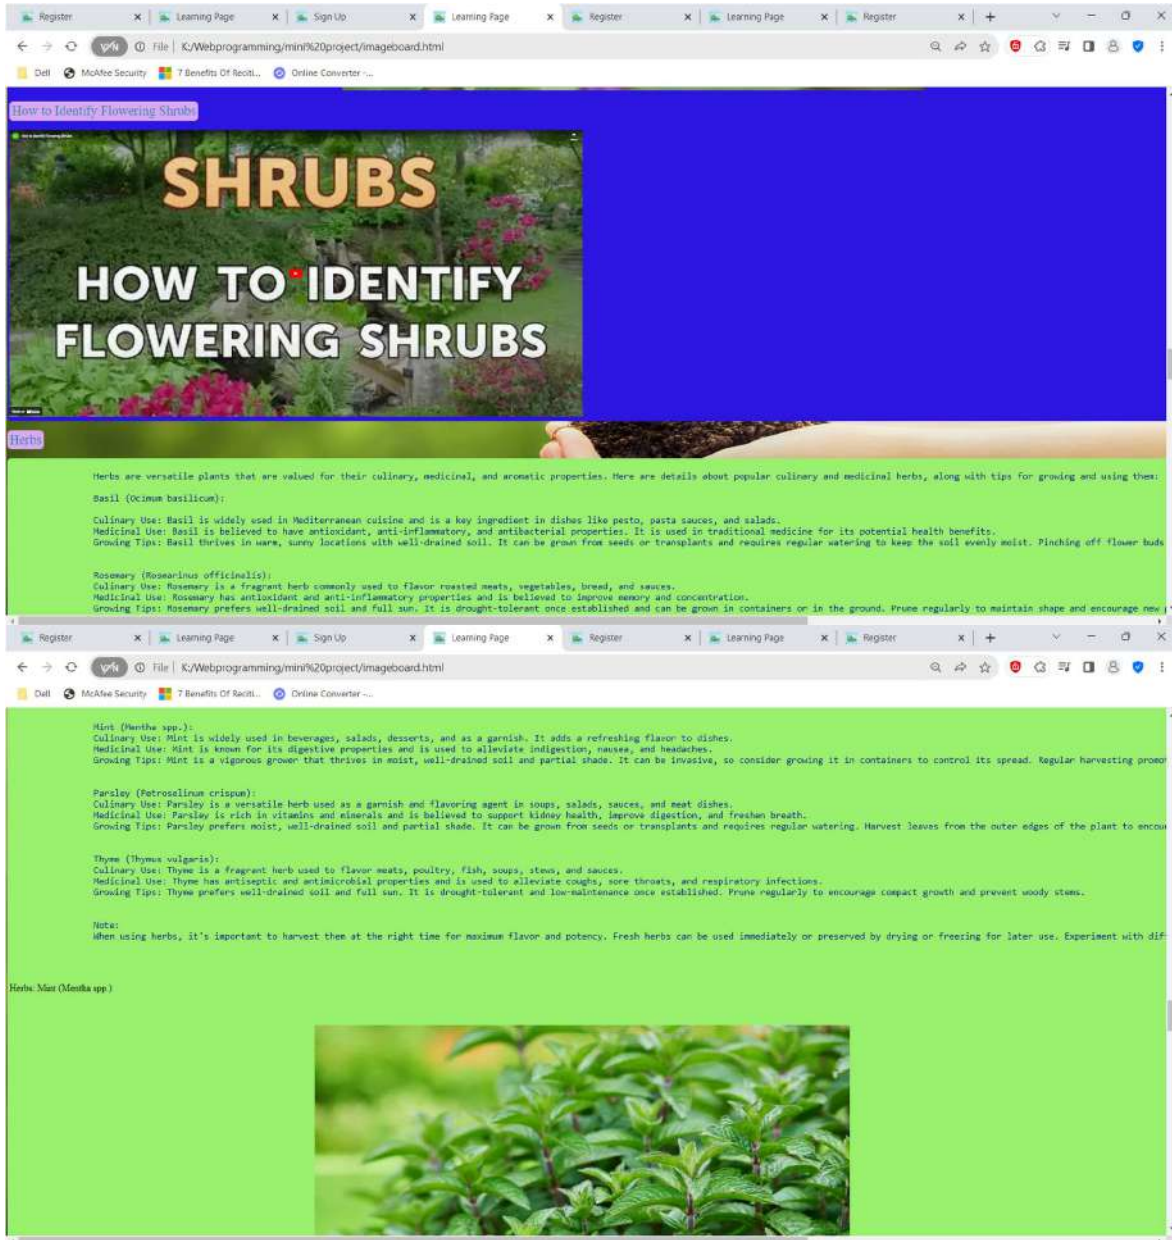 Register
Learning Page
Sign Up
Learning Page
Register
Learning Page
Register
File
K:/Webprogramming/mini%20project/imageboard.html
Dell
McAfee Security
7 Benefits Of Reciti...
Online Converter -...
How to Identify Flowering Shrubs
How to Identify Flowering Shrubs
SHRUBS
HOW TO IDENTIFY
FLOWERING SHRUBS
Herbs
Herbs are versatile plants that are valued for their culinary, medicinal, and aromatic properties. Here are details about popular culinary and medicinal herbs, along with tips for growing and using them:
Basil (Ocimum basilicum):
Culinary Use: Basil is widely used in Mediterranean cuisine and is a key ingredient in dishes like pesto, pasta sauces, and salads.
Medicinal Use: Basil is believed to have antioxidant, anti-inflammatory, and antibacterial properties. It is used in traditional medicine for its potential health benefits.
Growing Tips: Basil thrives in warm, sunny locations with well-drained soil. It can be grown from seeds or transplants and requires regular watering to keep the soil evenly moist. Pinching off flower buds
Rosemary (Rosmarinus officinalis):
Culinary Use: Rosemary is a fragrant herb commonly used to flavor roasted meats, vegetables, bread, and sauces.
Medicinal Use: Rosemary has antioxidant and anti-inflammatory properties and is believed to improve memory and concentration.
Growing Tips: Rosemary prefers well-drained soil and full sun. It is drought-tolerant once established and can be grown in containers or in the ground. Prune regularly to maintain shape and encourage new
Register
Learning Page
Sign Up
Learning Page
Register
Learning Page
Register
File
K:/Webprogramming/mini%20project/imageboard.html
Dell
McAfee Security
7 Benefits Of Reciti...
Online Converter -...
Mint (Mentha spp.):
Culinary Use: Mint is widely used in beverages, salads, desserts, and as a garnish. It adds a refreshing flavor to dishes.
Medicinal Use: Mint is known for its digestive properties and is used to alleviate indigestion, nausea, and headaches.
Growing Tips: Mint is a vigorous grower that thrives in moist, well-drained soil and partial shade. It can be invasive, so consider growing it in containers to control its spread. Regular harvesting promo
Parsley (Petroselinum crispum):
Culinary Use: Parsley is a versatile herb used as a garnish and flavoring agent in soups, salads, sauces, and meat dishes.
Medicinal Use: Parsley is rich in vitamins and minerals and is believed to support kidney health, improve digestion, and freshen breath.
Growing Tips: Parsley prefers moist, well-drained soil and partial shade. It can be grown from seeds or transplants and requires regular watering. Harvest leaves from the outer edges of the plant to encou
Thyme (Thymus vulgaris):
Culinary Use: Thyme is a fragrant herb used to flavor meats, poultry, fish, soups, stews, and sauces.
Medicinal Use: Thyme has antiseptic and antimicrobial properties and is used to alleviate coughs, sore throats, and respiratory infections.
Growing Tips: Thyme prefers well-drained soil and full sun. It is drought-tolerant and low-maintenance once established. Prune regularly to encourage compact growth and prevent woody stems.
Note:
When using herbs, it's important to harvest them at the right time for maximum flavor and potency. Fresh herbs can be used immediately or preserved by drying or freezing for later use. Experiment with dif
Herbs: Mint (Mentha spp.)